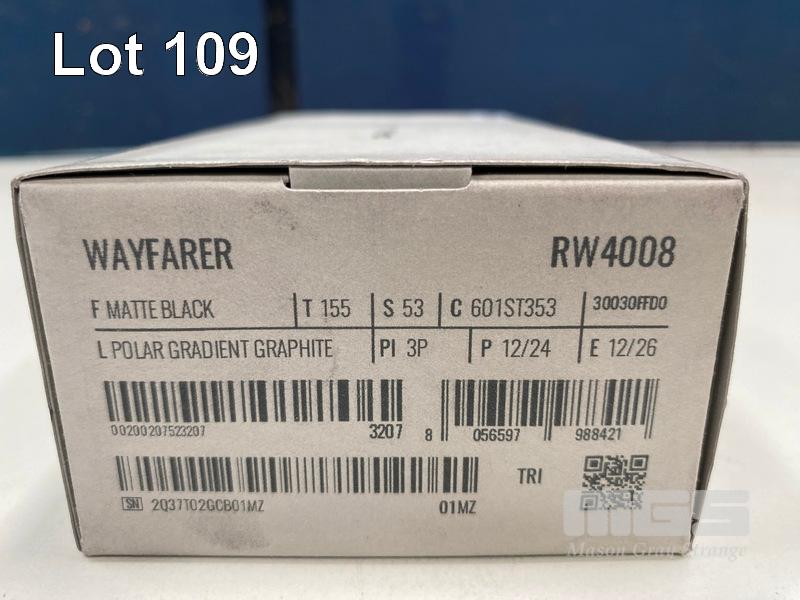 Lot 109
WAYFARER RW4008
F MATTE BLACK T 155 S 53 C 601ST353 30030FFD0
L POLAR GRADIENT GRAPHITE PI 3P P 12/24 E 12/26
00200207523207 3207 8 056597 988421
TRI
SN 2Q37T02GCB01MZ 01MZ
MGS
Mason Gray Strange